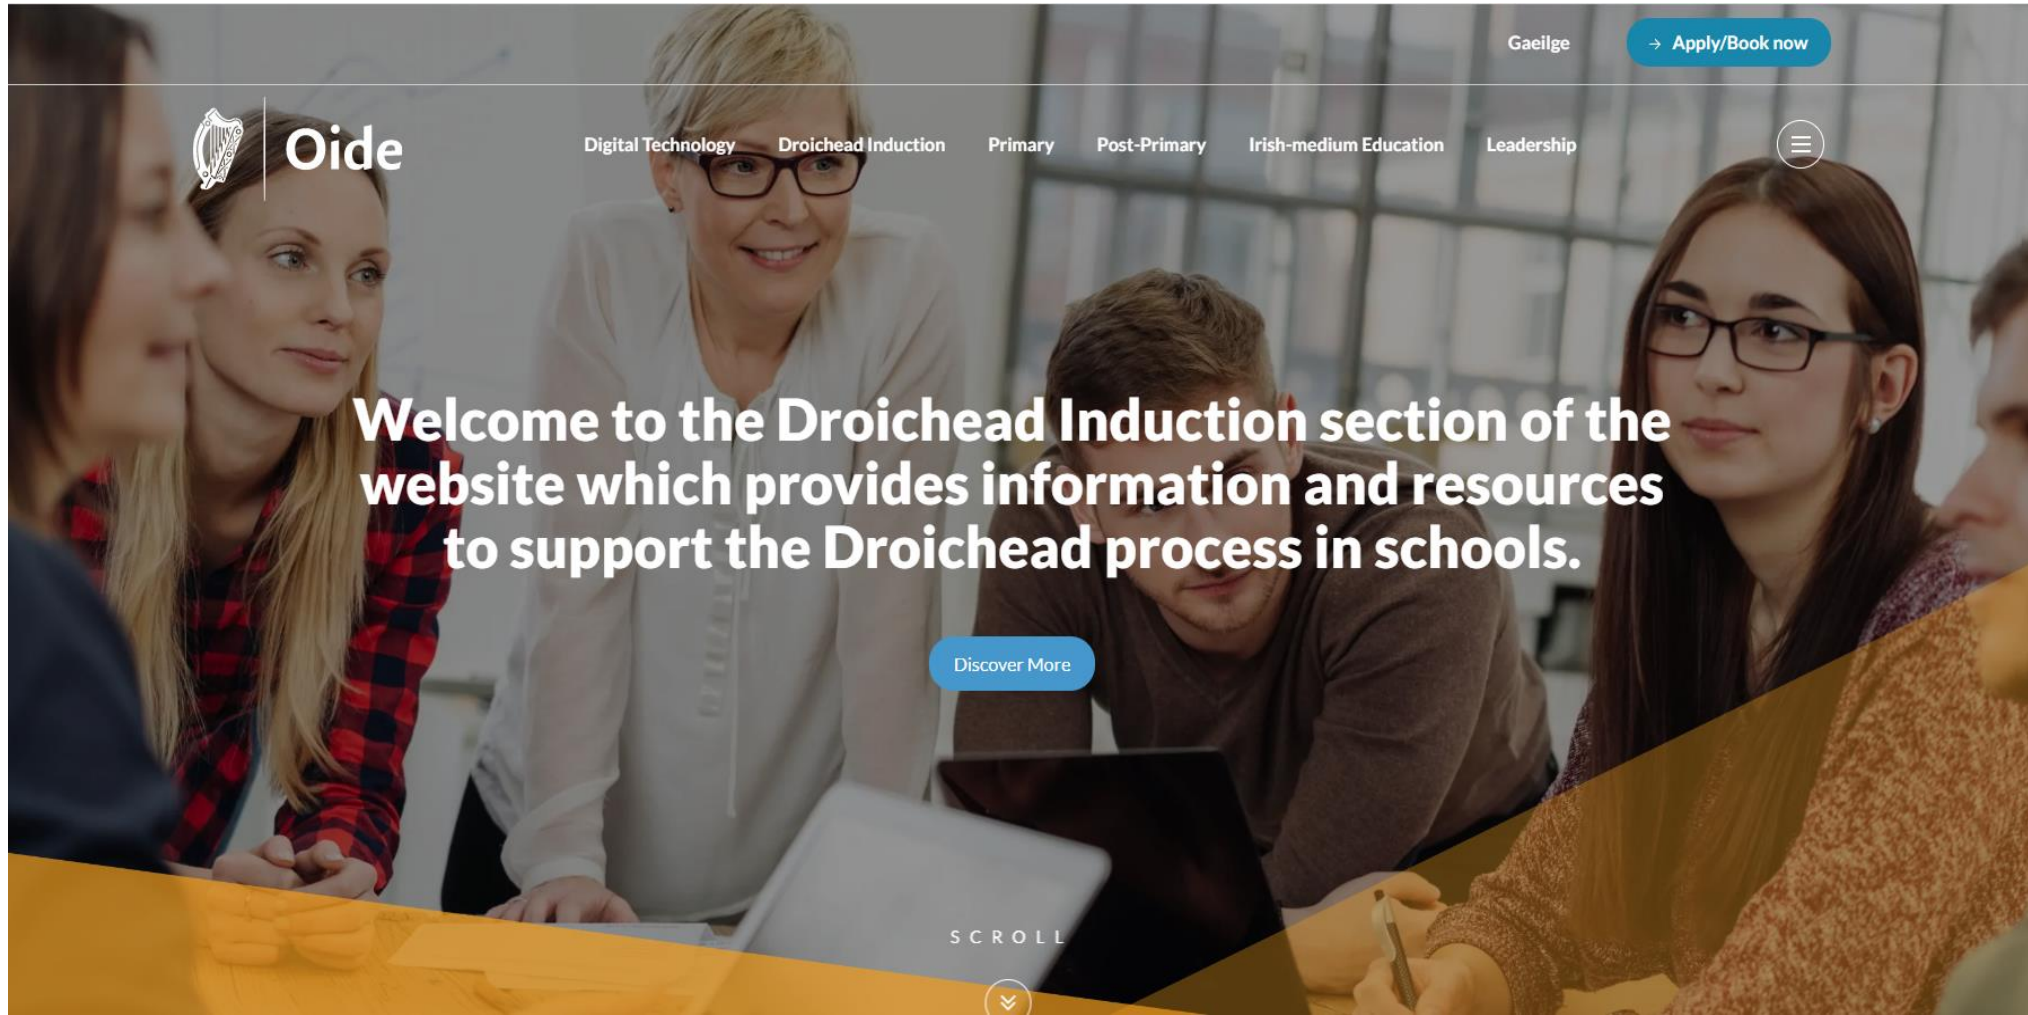 Gaeilge
→ Apply/Book now
Oide
Digital Technology Droichead Induction Primary Post-Primary Irish-medium Education Leadership
Welcome to the Droichead Induction section of the
website which provides information and resources
to support the Droichead process in schools.
Discover More
SCROLL